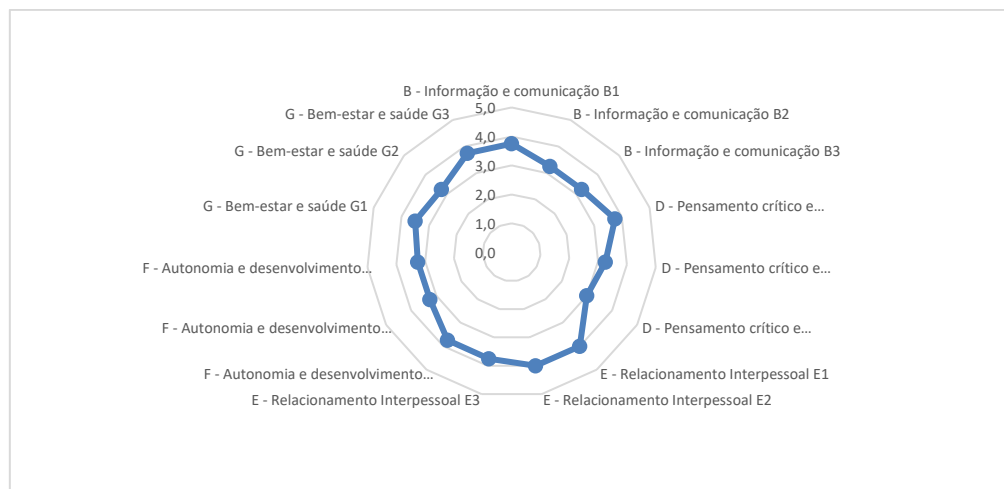 B - Informação e comunicação B1
B - Informação e comunicação B2
B - Informação e comunicação B3
D - Pensamento crítico e...
D - Pensamento crítico e...
D - Pensamento crítico e...
E - Relacionamento Interpessoal E1
E - Relacionamento Interpessoal E2
E - Relacionamento Interpessoal E3
F - Autonomia e desenvolvimento...
F - Autonomia e desenvolvimento...
F - Autonomia e desenvolvimento...
G - Bem-estar e saúde G1
G - Bem-estar e saúde G2
G - Bem-estar e saúde G3
5,0
4,0
3,0
2,0
1,0
0,0